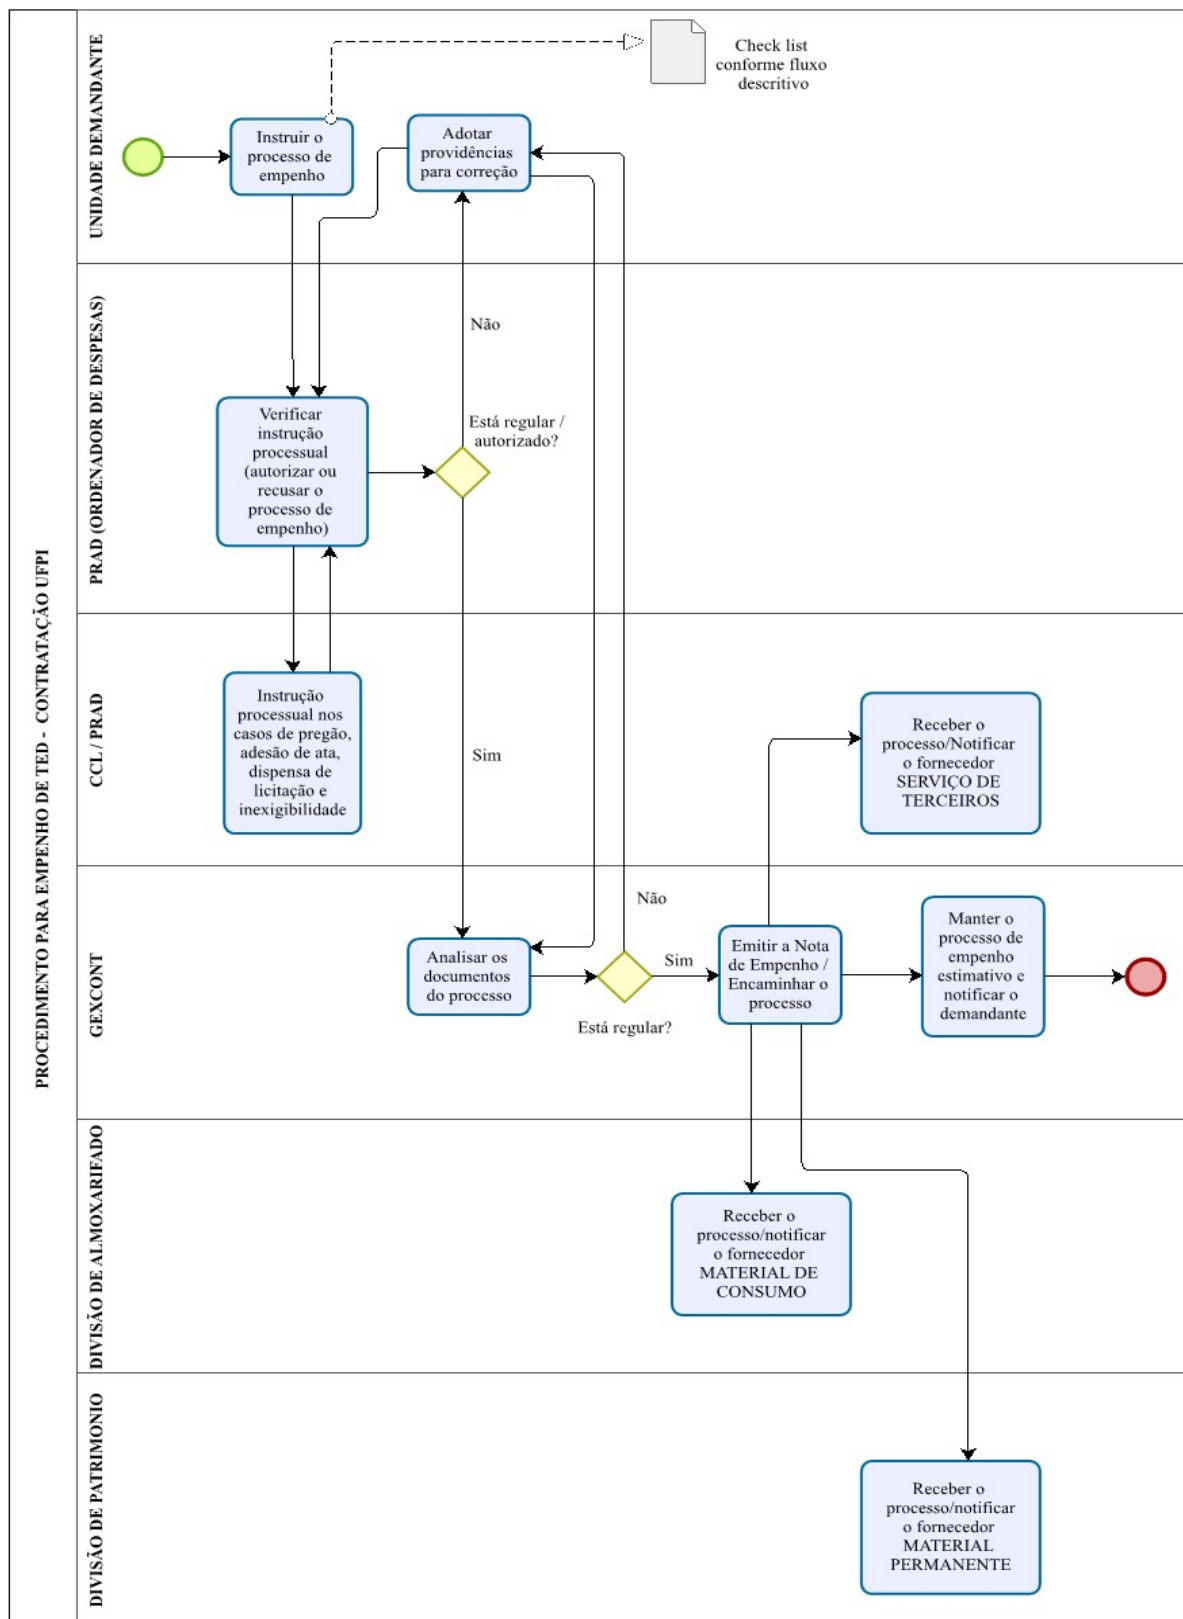 PROCEDIMENTO PARA EMPENHO DE TED - CONTRATAÇÃO UFPI
UNIDADE DEMANDANTE
Check list
conforme fluxo
descritivo
Instruir o
processo de
empenho
Adotar
providências
para correção
PRAD (ORDENADOR DE DESPESAS)
Não
Verificar
instrução
processual
(autorizar ou
recusar o
processo de
empenho)
Está regular /
autorizado?
CCL / PRAD
Instrução
processual nos
casos de pregão,
adesão de ata,
dispensa de
licitação e
inexigibilidade
Sim
Receber o
processo/Notificar
o fornecedor
SERVIÇO DE
TERCEIROS
GEXCONT
Analisar os
documentos
do processo
Não
Sim
Está regular?
Emitir a Nota
de Empenho /
Encaminhar o
processo
Manter o
processo de
empenho
estimativo e
notificar o
demandante
DIVISÃO DE ALMOXARIFADO
Receber o
processo/notificar
o fornecedor
MATERIAL DE
CONSUMO
DIVISÃO DE PATRIMONIO
Receber o
processo/notificar
o fornecedor
MATERIAL
PERMANENTE